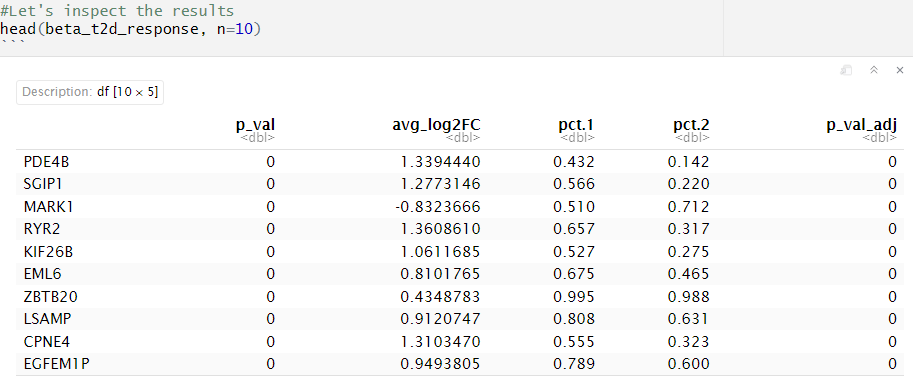 #Let's inspect the results
head(beta_t2d_response, n=10)
```
Description: df [10 × 5]
p_val avg_log2FC pct.1 pct.2 p_val_adj
<dbl> <dbl> <dbl> <dbl> <dbl>
PDE4B 0 1.3394440 0.432 0.142 0
SGIP1 0 1.2773146 0.566 0.220 0
MARK1 0 -0.8323666 0.510 0.712 0
RYR2 0 1.3608610 0.657 0.317 0
KIF26B 0 1.0611685 0.527 0.275 0
EML6 0 0.8101765 0.675 0.465 0
ZBTB20 0 0.4348783 0.995 0.988 0
LSAMP 0 0.9120747 0.808 0.631 0
CPNE4 0 1.3103470 0.555 0.323 0
EGFEM1P 0 0.9493805 0.789 0.600 0